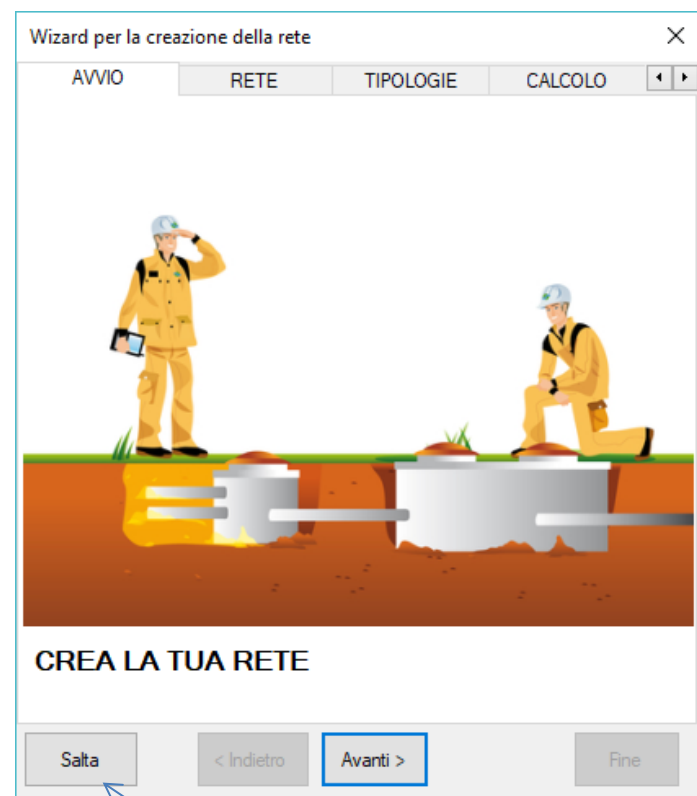 Wizard per la creazione della rete
AVVIO RETE TIPOLOGIE CALCOLO
CREA LA TUA RETE
Salta < Indietro Avanti > Fine